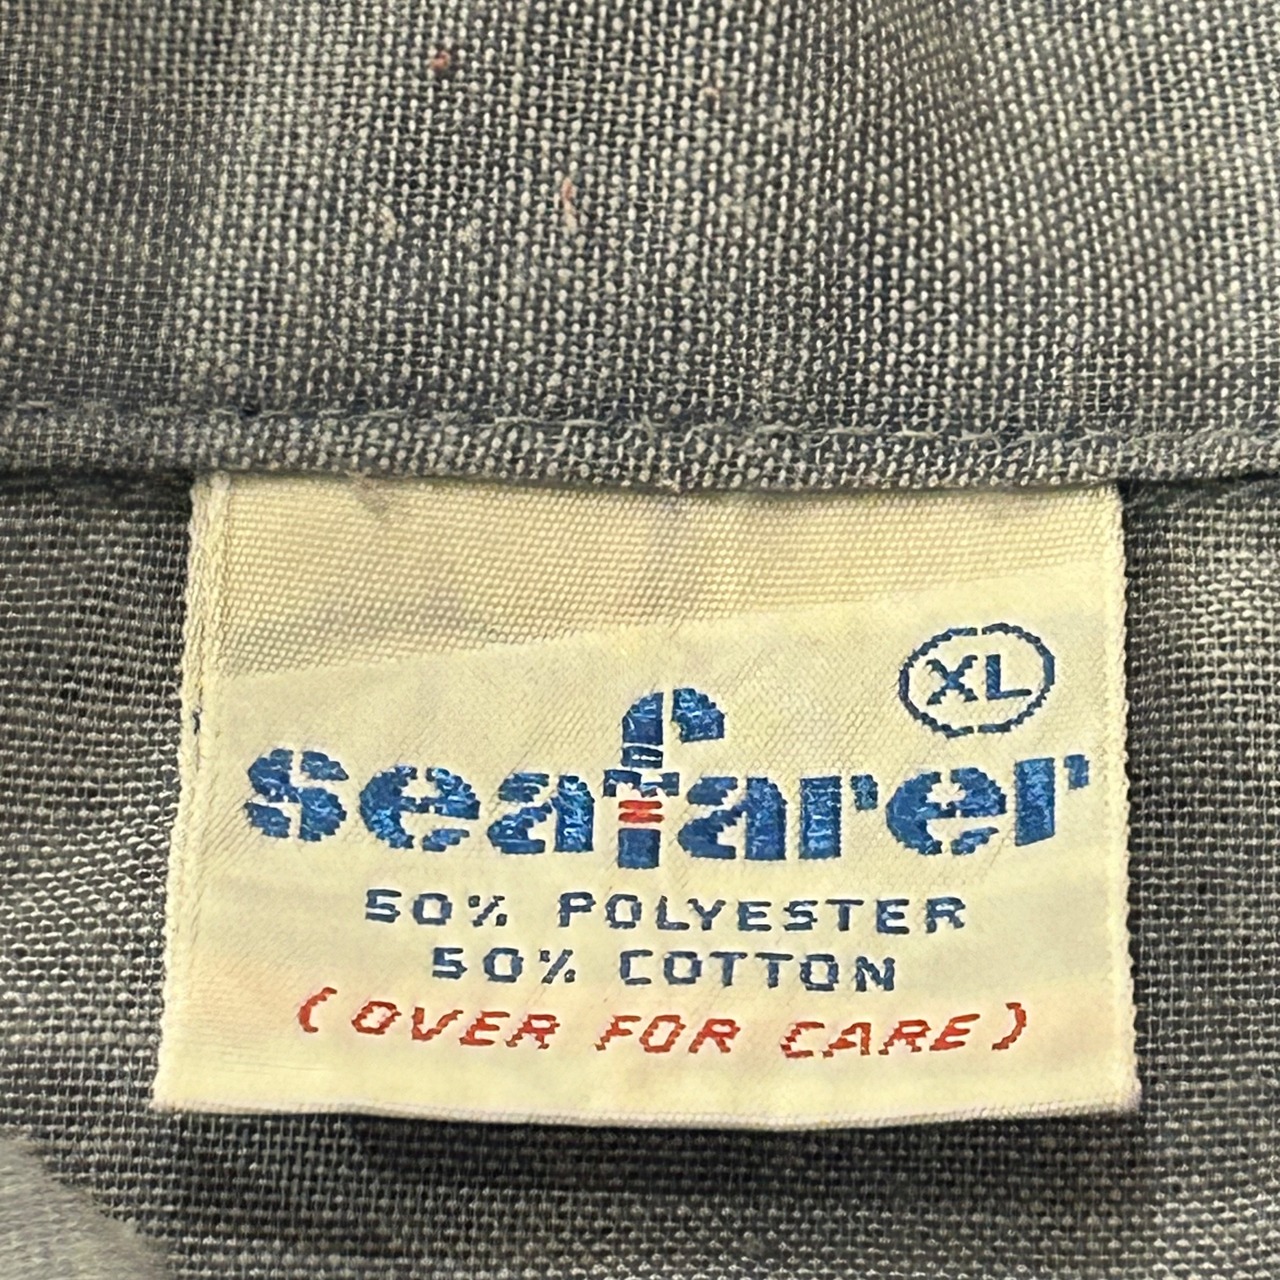 XL
seafarer
50% POLYESTER
50% COTTON
(OVER FOR CARE)